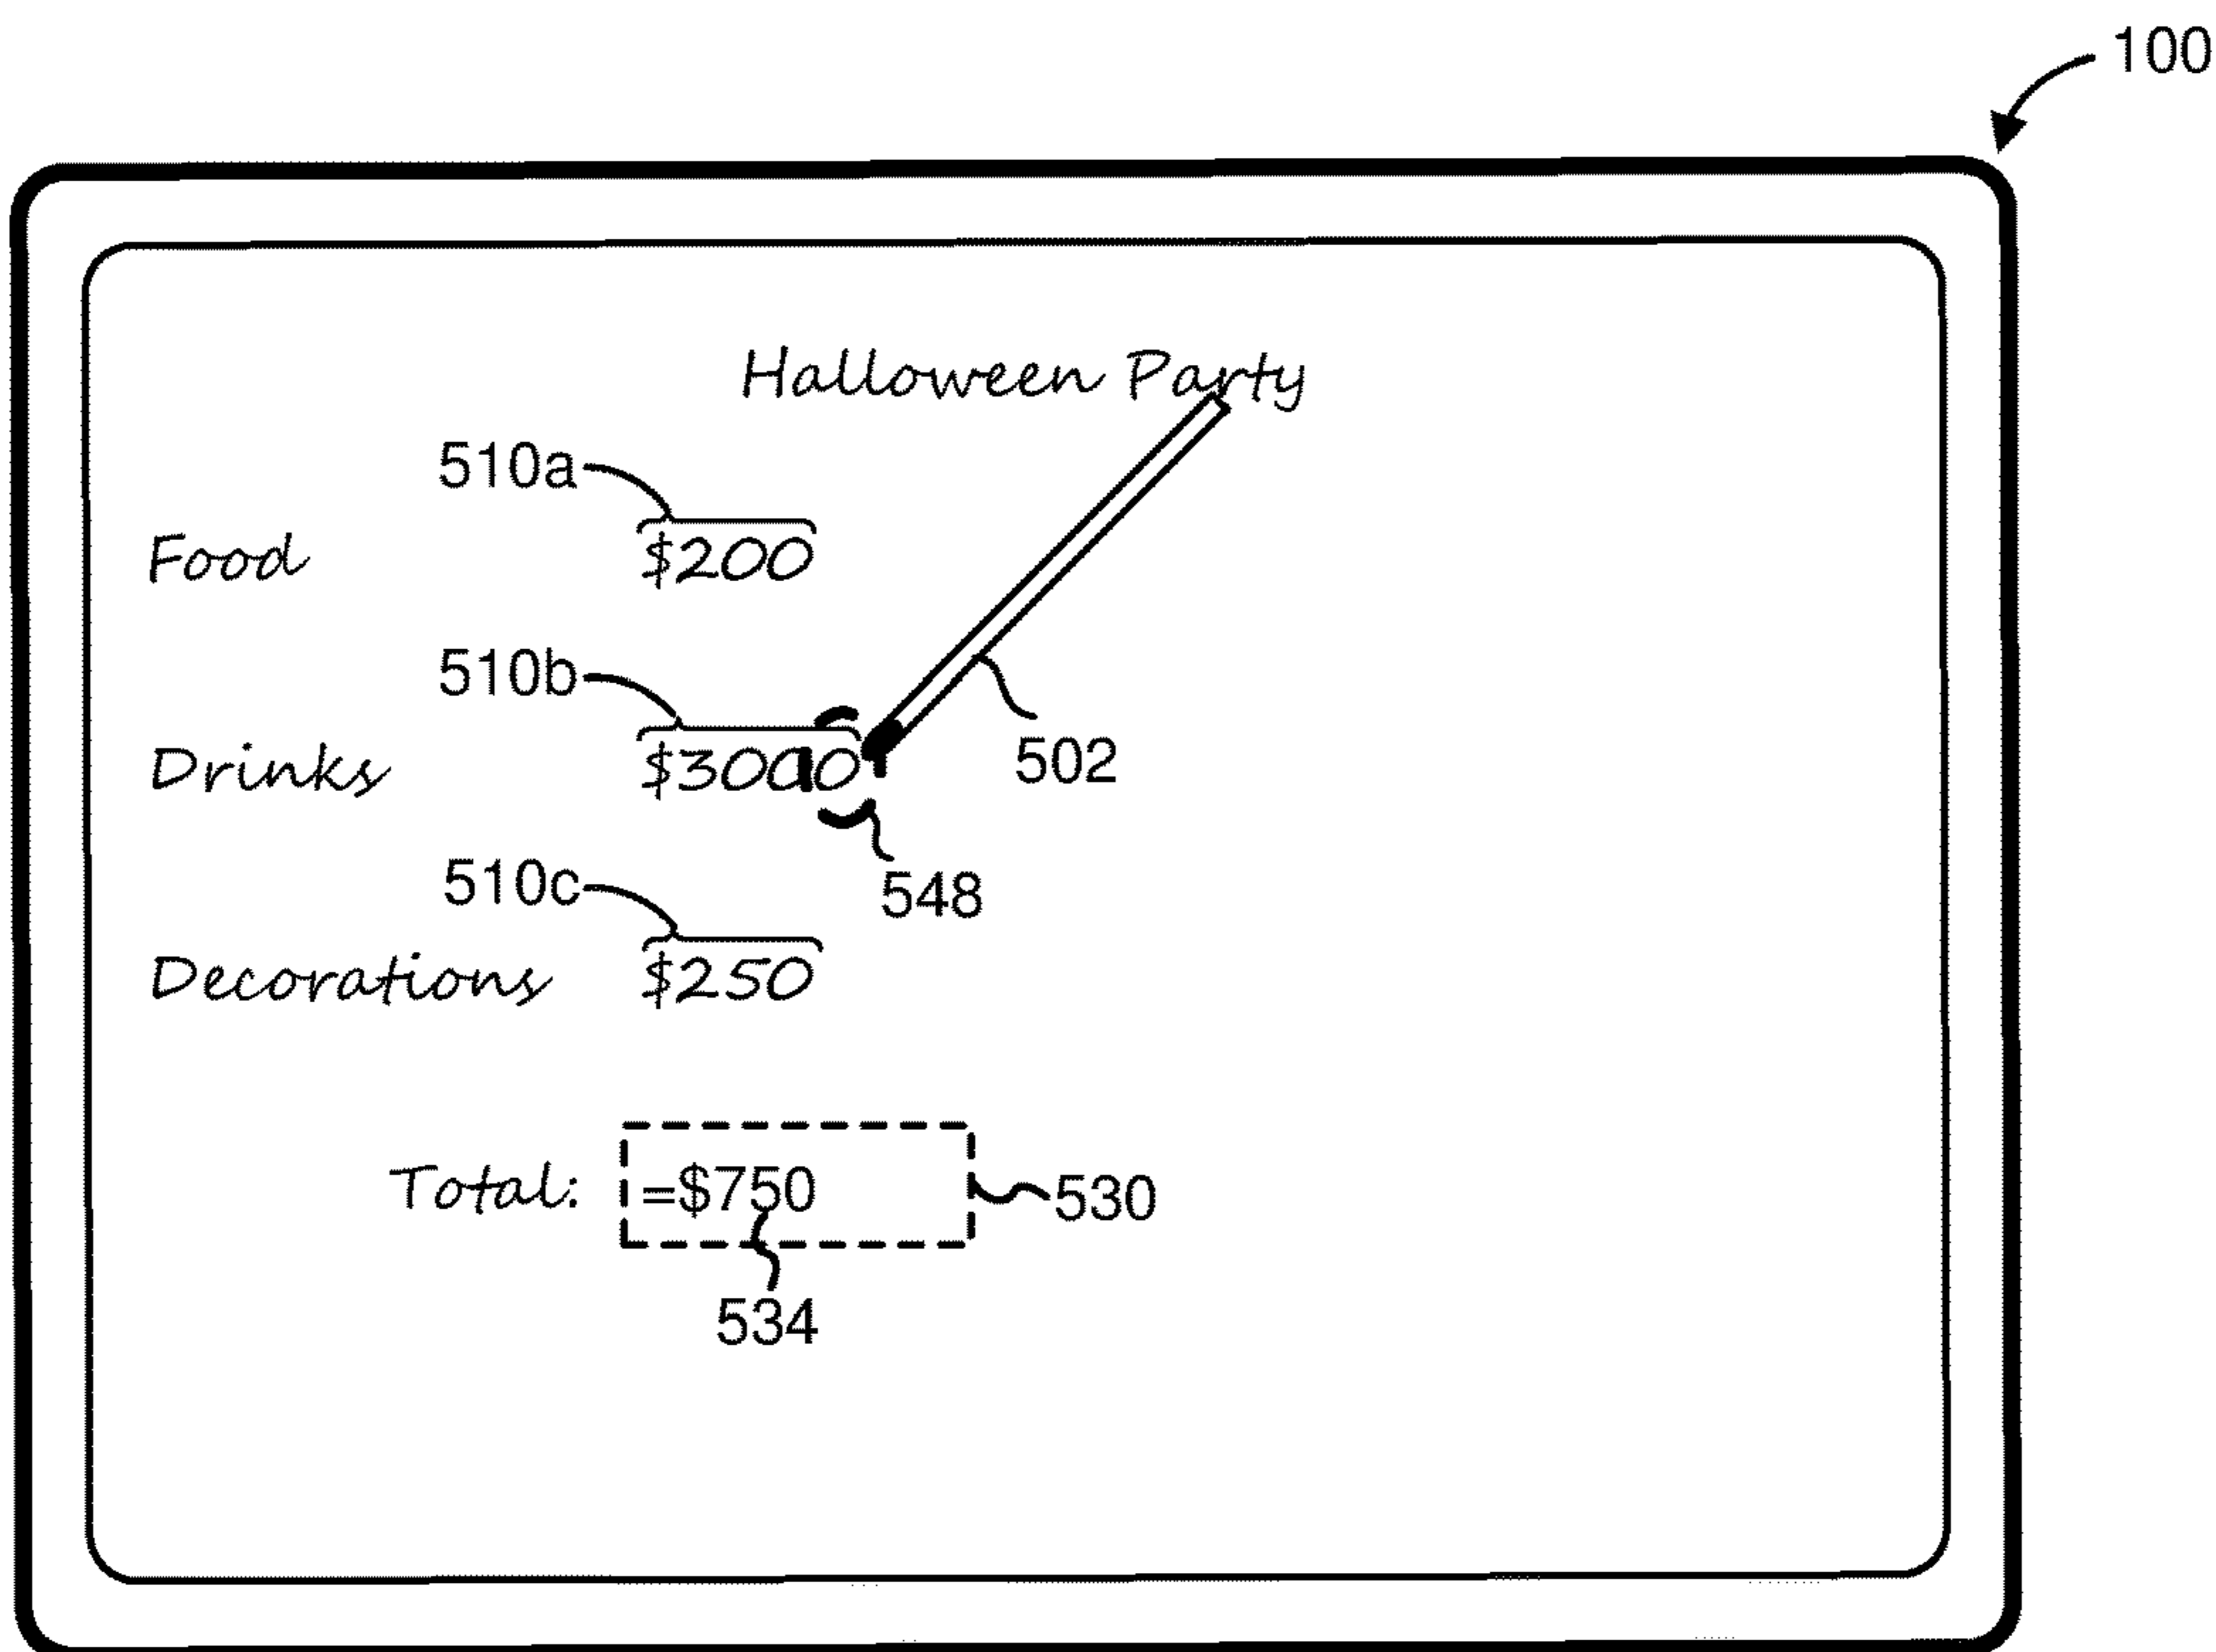 100
Halloween Party
510a
Food $200
510b
Drinks $3000
502
548
510c
Decorations $250
Total: =$750
530
534